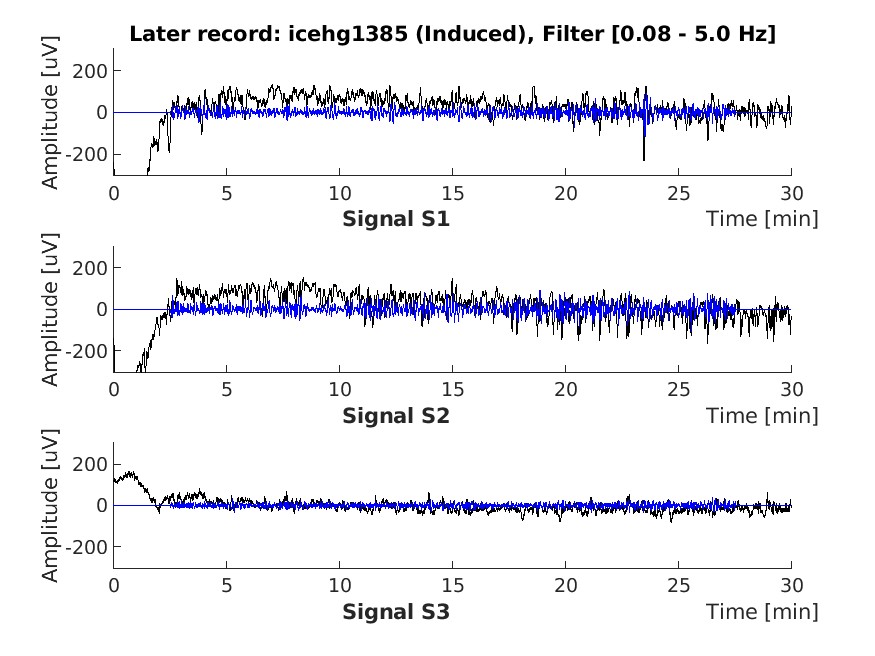 Later record: icehg1385 (Induced), Filter [0.08 - 5.0 Hz]
Amplitude [uV]
200
0
-200
0 5 10 15 20 25 30
Signal S1 Time [min]
Amplitude [uV]
200
0
-200
0 5 10 15 20 25 30
Signal S2 Time [min]
Amplitude [uV]
200
0
-200
0 5 10 15 20 25 30
Signal S3 Time [min]